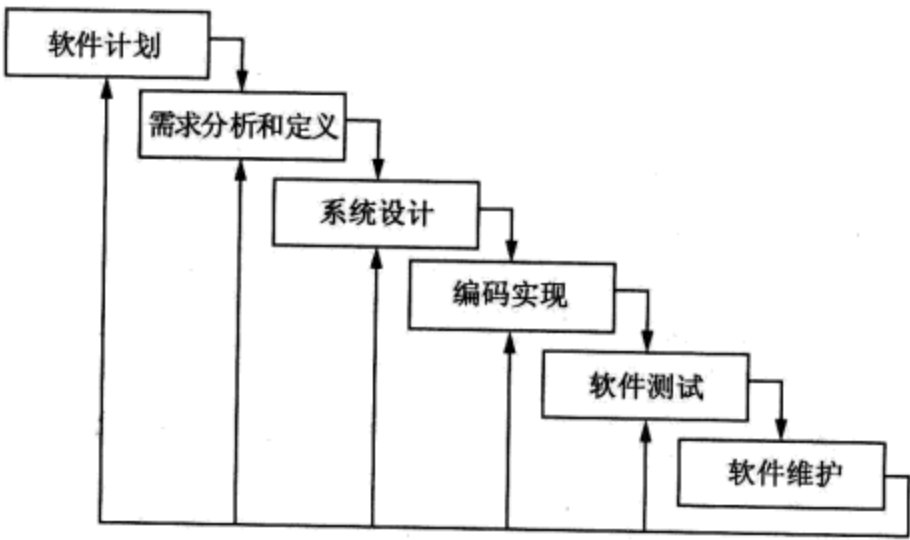 软件计划
需求分析和定义
系统设计
编码实现
软件测试
软件维护